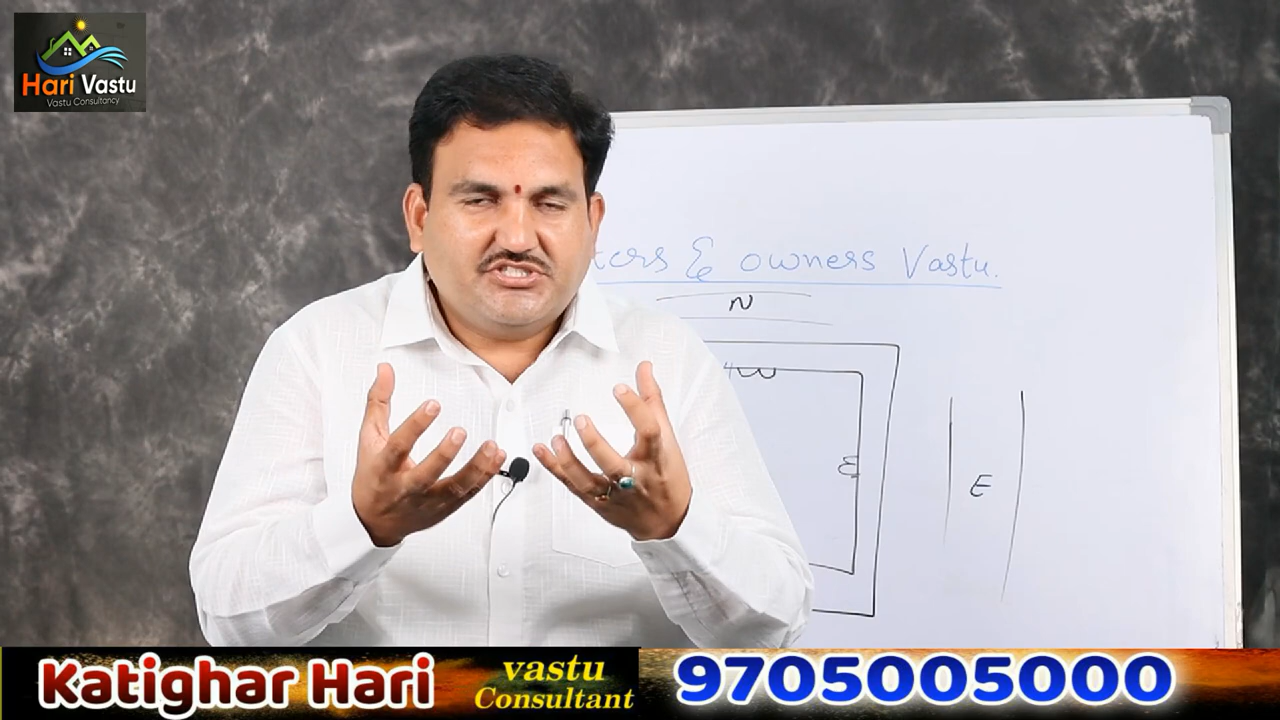 Hari Vastu
Vastu Consultancy
& owners Vastu.
N
E
E
Katighar Hari
vastu
Consultant
9705005000